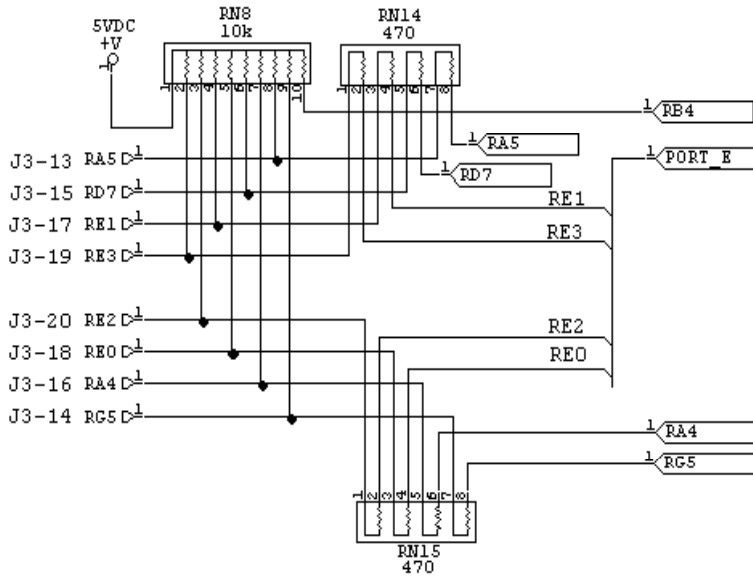 RN8
10k
RN14
470
5VDC
+V
1
1 2 3 4 5 6 7 8 9 10
1 2 3 4 5 6 7 8
1 RB4
J3-13 RA5 1
1 RA5
1 PORT_E
J3-15 RD7 1
1 RD7
J3-17 RE1 1
RE1
J3-19 RE3 1
RE3
J3-20 RE2 1
RE2
J3-18 RE0 1
RE0
J3-16 RA4 1
J3-14 RG5 1
1 RA4
1 RG5
1 2 3 4 5 6 7 8
RN15
470